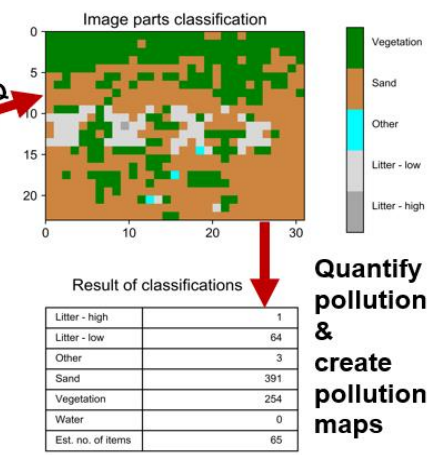 Image parts classification
0
5
10
15
20
0 10 20 30
Vegetation
Sand
Other
Litter - low
Litter - high
Result of classifications
Litter - high 1
Litter - low 64
Other 3
Sand 391
Vegetation 254
Water 0
Est. no. of items 65
Quantify
pollution
&
create
pollution
maps